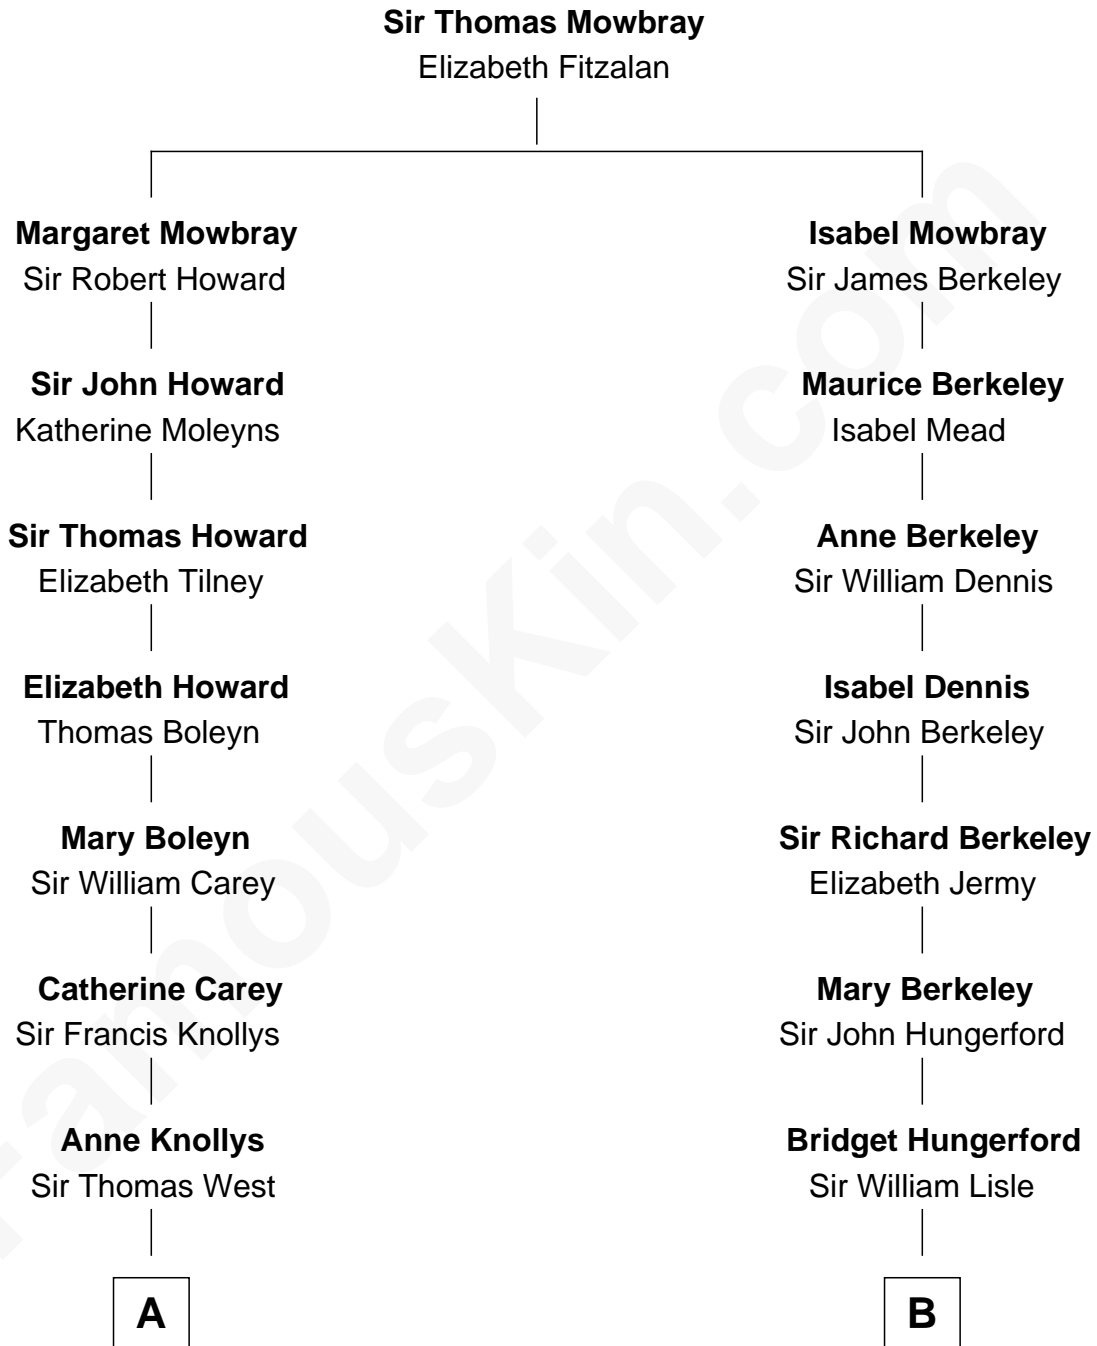 Sir Thomas Mowbray
Elizabeth Fitzalan
Margaret Mowbray
Sir Robert Howard
Sir John Howard
Katherine Moleyns
Sir Thomas Howard
Elizabeth Tilney
Elizabeth Howard
Thomas Boleyn
Mary Boleyn
Sir William Carey
Catherine Carey
Sir Francis Knollys
Anne Knollys
Sir Thomas West
A
Isabel Mowbray
Sir James Berkeley
Maurice Berkeley
Isabel Mead
Anne Berkeley
Sir William Dennis
Isabel Dennis
Sir John Berkeley
Sir Richard Berkeley
Elizabeth Jermy
Mary Berkeley
Sir John Hungerford
Bridget Hungerford
Sir William Lisle
B
FamousKin.com